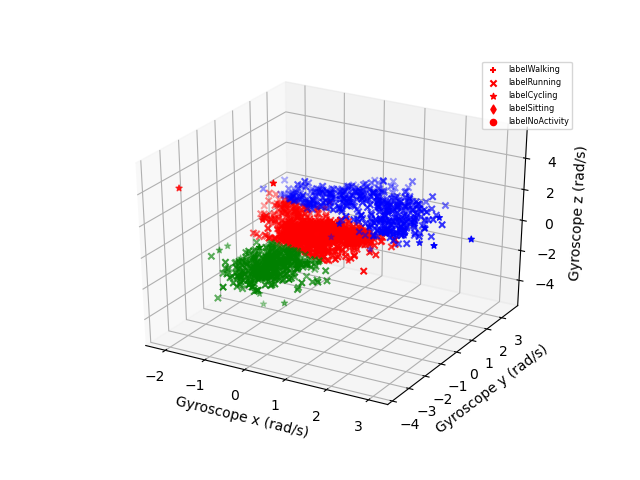 labelWalking
labelRunning
labelCycling
labelSitting
labelNoActivity
4
2
0
−2
−4
Gyroscope z (rad/s)
3
2
1
0
−1
−2
−3
−4
Gyroscope y (rad/s)
−2
−1
0
1
2
3
Gyroscope x (rad/s)